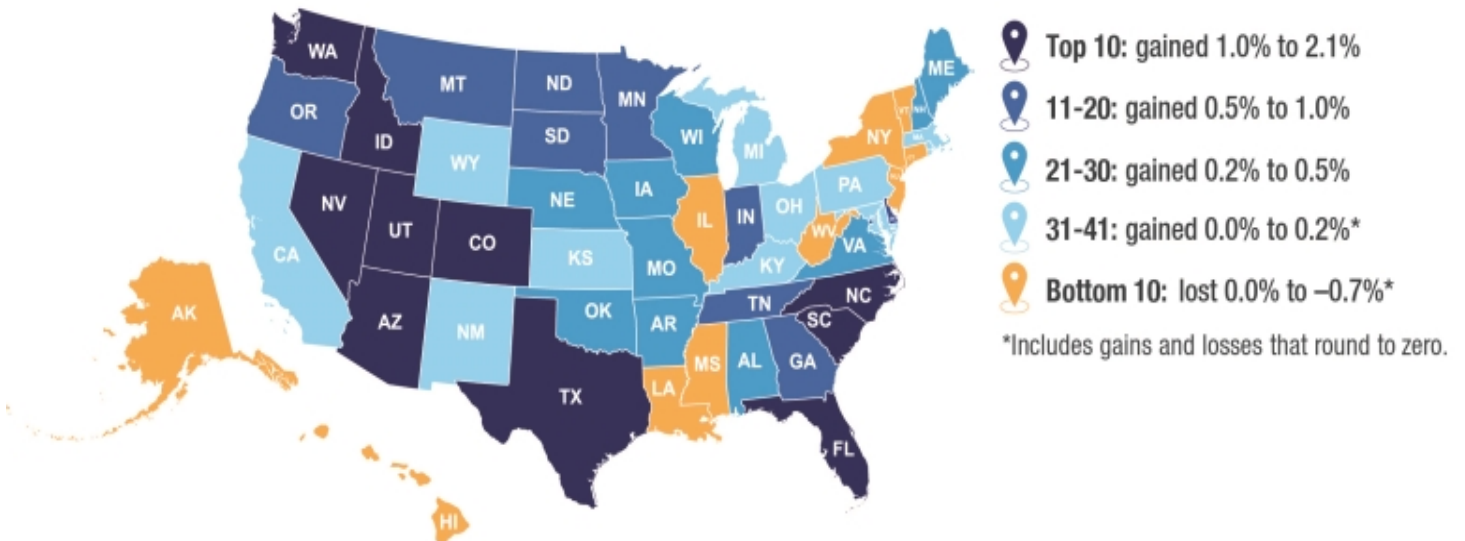 WA
MT
ND
MN
ME
OR
ID
SD
WI
VT
NH
NY
MA
WY
MI
NV
UT
CO
NE
IA
IL
IN
OH
PA
CA
KS
MO
KY
WV
VA
AZ
NM
OK
AR
TN
NC
SC
AK
TX
LA
MS
AL
GA
FL
HI
Top 10: gained 1.0% to 2.1%
11-20: gained 0.5% to 1.0%
21-30: gained 0.2% to 0.5%
31-41: gained 0.0% to 0.2%*
Bottom 10: lost 0.0% to –0.7%*
*Includes gains and losses that round to zero.